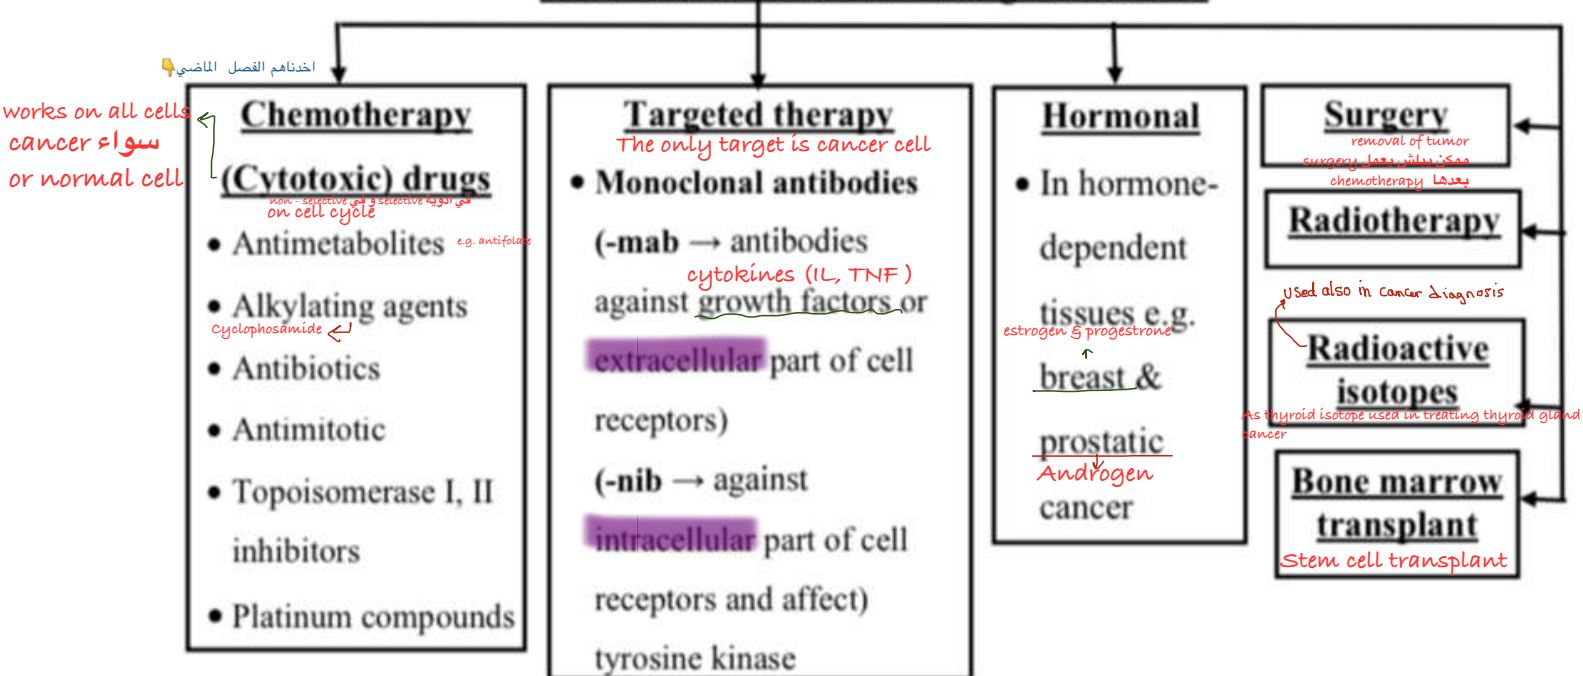 اخدناهم الفصل الماضي👇
works on all cells
cancer سواء
or normal cell
Chemotherapy
(Cytotoxic) drugs
non - selective في أدوية selective و في
on cell cycle
• Antimetabolites e.g. antifolate
• Alkylating agents
Cyclophosamide
• Antibiotics
• Antimitotic
• Topoisomerase I, II
inhibitors
• Platinum compounds
Targeted therapy
The only target is cancer cell
• Monoclonal antibodies
(-mab → antibodies
cytokines (IL, TNF )
against growth factors or
extracellular part of cell
receptors)
(-nib → against
intracellular part of cell
receptors and affect)
tyrosine kinase
Hormonal
• In hormone-
dependent
tissues e.g.
estrogen & progestrone
breast &
prostatic
Androgen
cancer
Surgery
removal of tumor
ممكن يبلش يعمل surgery
بعدها chemotherapy
Radiotherapy
used also in cancer diagnosis
Radioactive
isotopes
As thyroid isotope used in treating thyroid gland
cancer
Bone marrow
transplant
Stem cell transplant